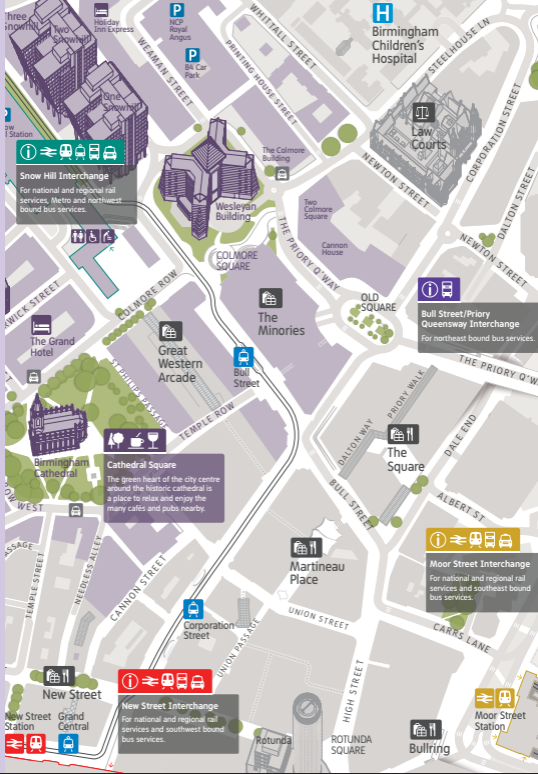 Three
Snowhill
Two
Snowhill
One
Snowhill
Holiday
Inn Express
P
NCP
Royal
Angus
P
B4 Car
Park
WEAMAN STREET
WHITTALL STREET
PRINTING HOUSE STREET
H
Birmingham
Children's
Hospital
STEELHOUSE LN
Law
Courts
CORPORATION STREET
DALTON STREET
NEWTON STREET
NEWTON STREET
Station
Snow Hill Interchange
For national and regional rail
services, Metro and northwest
bound bus services.
The Colmore
Building
Wesleyan
Building
Two
Colmore
Square
Cannon
House
THE PRIORY Q'WAY
COLMORE
SQUARE
COLMORE ROW
OLD
SQUARE
Bull Street/Priory
Queensway Interchange
For northeast bound bus services.
THE PRIORY Q'W
RWICK STREET
The Grand
Hotel
The
Minories
Great
Western
Arcade
Bull
Street
ST PHILLIPS PASSAGE
TEMPLE ROW
PRIORY WALK
DALTON WAY
DALE END
The
Square
Birmingham
Cathedral
Cathedral Square
The green heart of the city centre
around the historic cathedral is
a place to relax and enjoy the
many cafés and pubs nearby.
ROW WEST
BULL STREET
ALBERT ST
ASSAGE
TEMPLE STREET
NEEDLESS ALLEY
CANNON STREET
Martineau
Place
Moor Street Interchange
For national and regional rail
services and southeast bound
bus services.
Corporation
Street
UNION STREET
UNION PASSAGE
CARRS LANE
HIGH STREET
New Street
New Street
Station
Grand
Central
New Street Interchange
For national and regional rail
services and southwest bound
bus services.
Rotunda
ROTUNDA
SQUARE
Bullring
Moor Street
Station